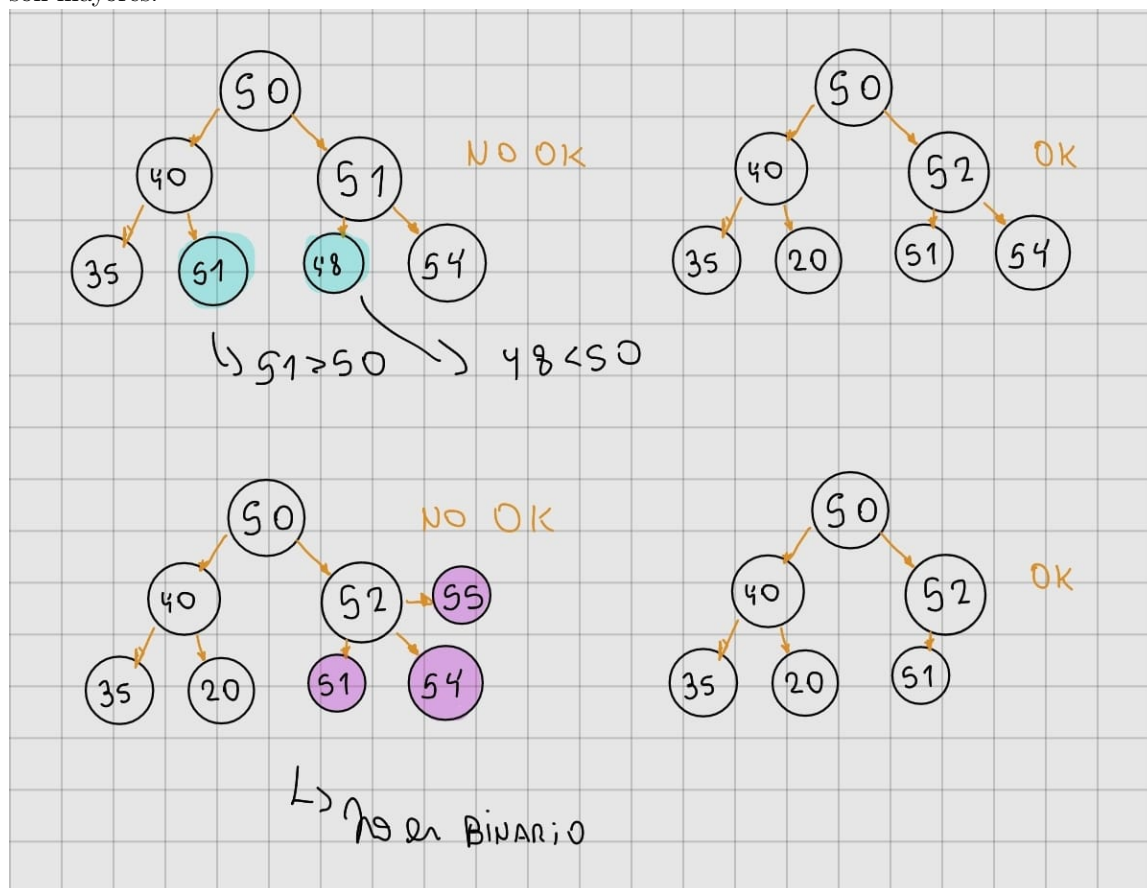 son mayores.
50
40 51 NO OK
35 51 48 54
↳ 51>50 → 48<50
50
40 52 OK
35 20 51 54
50 NO OK
40 52 55
35 20 51 54
↳ no es BINARIO
50
40 52 OK
35 20 51